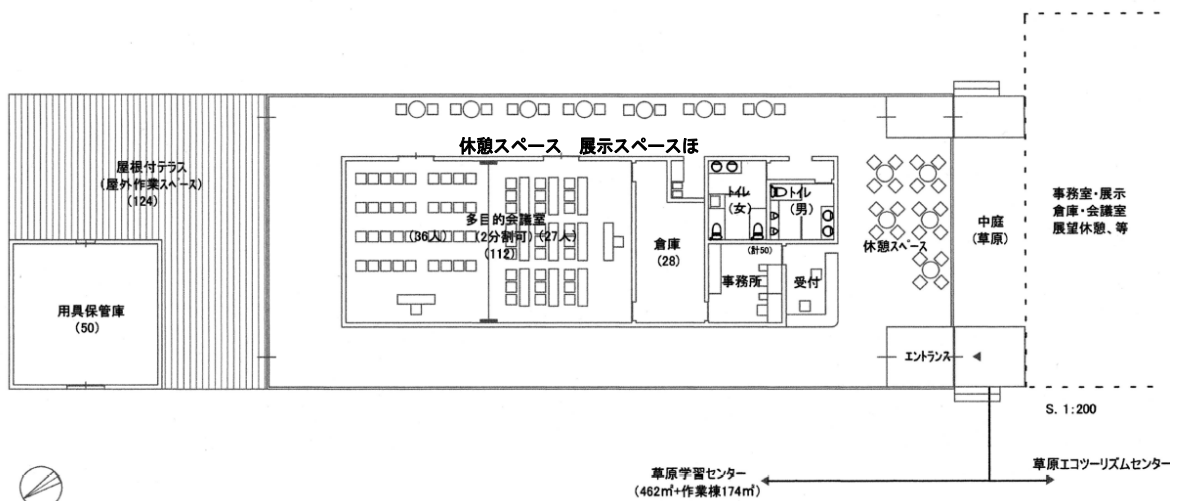 休憩スペース　展示スペースほ
屋根付テラス
(屋外作業スペース)
(124)
用具保管庫
(50)
多目的会議室
(36人)
(2分割可)
(27人)
(112)
倉庫
(28)
トイレ
(女)
トイレ
(男)
(計50)
事務所
受付
休憩スペース
エントランス
中庭
(草原)
事務室・展示
倉庫・会議室
展望休憩、等
S. 1:200
草原学習センター
(462㎡+作業棟174㎡)
草原エコツーリズムセンター